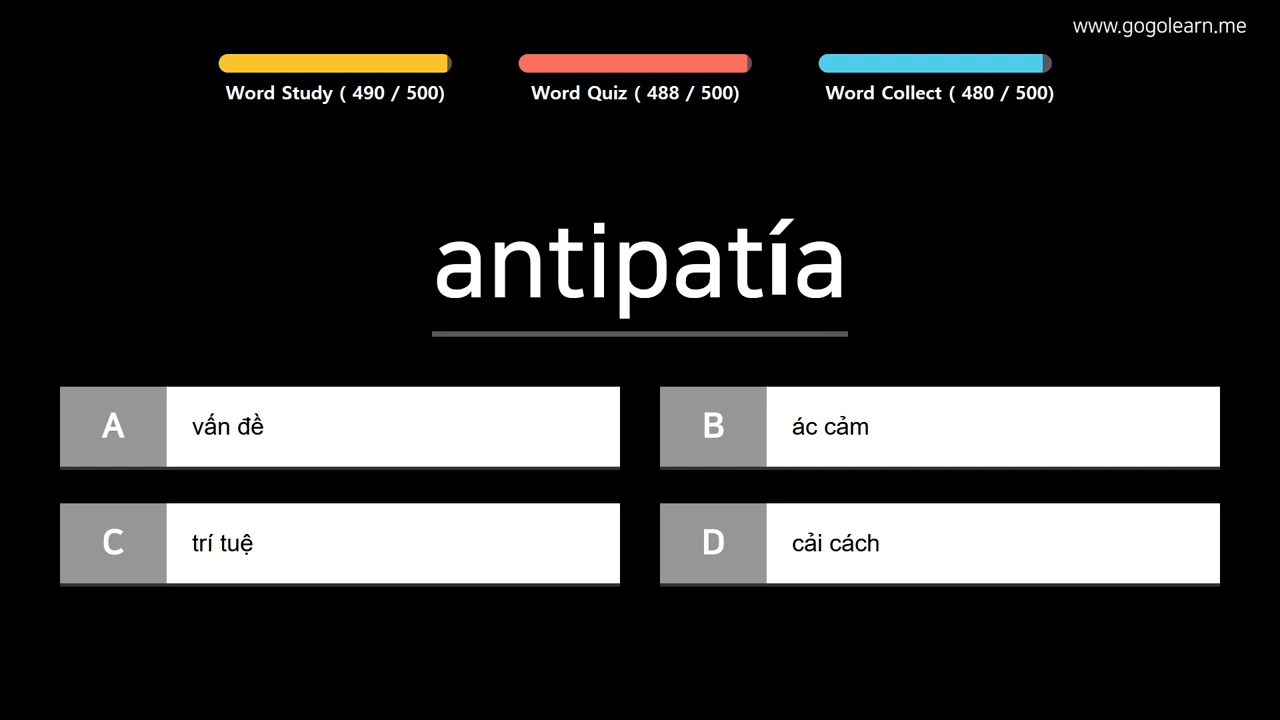 www.gogolearn.me
Word Study ( 490 / 500)
Word Quiz ( 488 / 500)
Word Collect ( 480 / 500)
antipatía
A
vấn đề
B
ác cảm
C
trí tuệ
D
cải cách